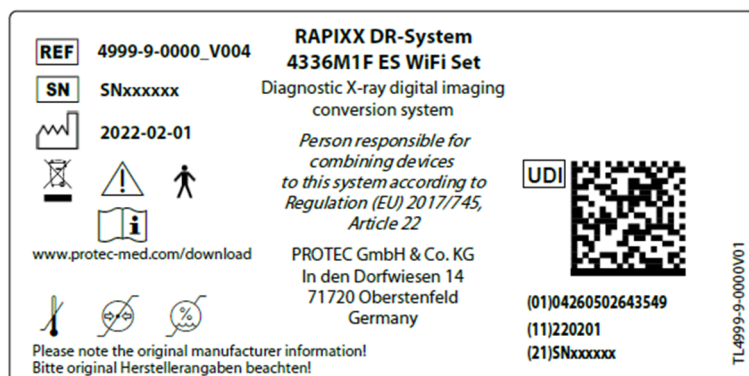 REF 4999-9-0000_V004
SN SNxxxxxx
2022-02-01
www.protec-med.com/download
Please note the original manufacturer information!
Bitte original Herstellerangaben beachten!
RAPIXX DR-System
4336M1F ES WiFi Set
Diagnostic X-ray digital imaging
conversion system
Person responsible for
combining devices
to this system according to
Regulation (EU) 2017/745,
Article 22
PROTEC GmbH & Co. KG
In den Dorfwiesen 14
71720 Oberstenfeld
Germany
UDI
(01)04260502643549
(11)220201
(21)SNxxxxxx
TL4999-9-0000V01